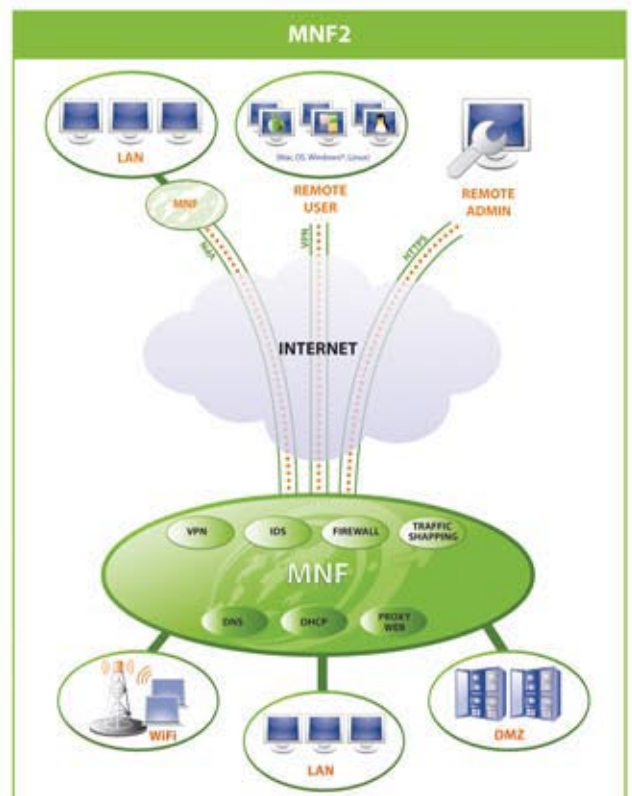 MNF2
LAN
(Mac, OS, Windows®, Linux)
REMOTE
USER
REMOTE
ADMIN
MNF
VPN
VPN
HTTPS
INTERNET
VPN
IDS
FIREWALL
TRAFFIC
SHAPPING
MNF
DNS
DHCP
PROXY
WEB
WiFi
LAN
DMZ